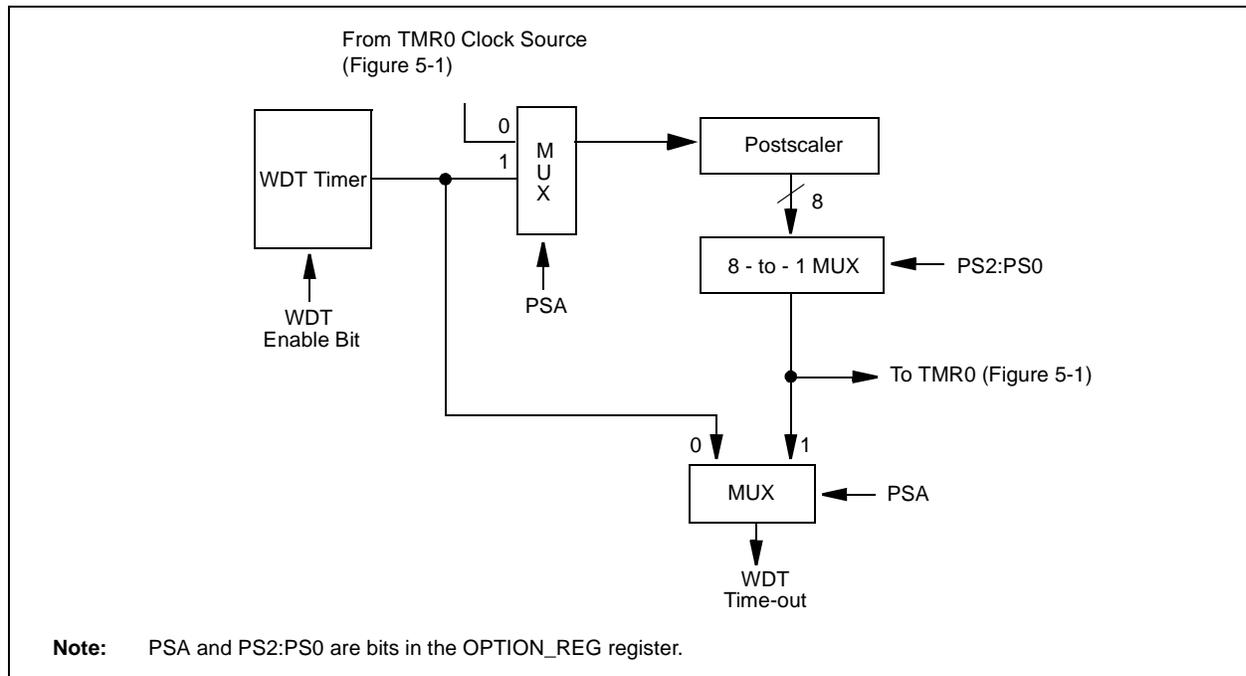 From TMR0 Clock Source
(Figure 5-1)
0
1
M
U
X
WDT Timer
Postscaler
8
8 - to - 1 MUX
PS2:PS0
PSA
WDT
Enable Bit
To TMR0 (Figure 5-1)
0
1
MUX
PSA
WDT
Time-out
Note: PSA and PS2:PS0 are bits in the OPTION_REG register.